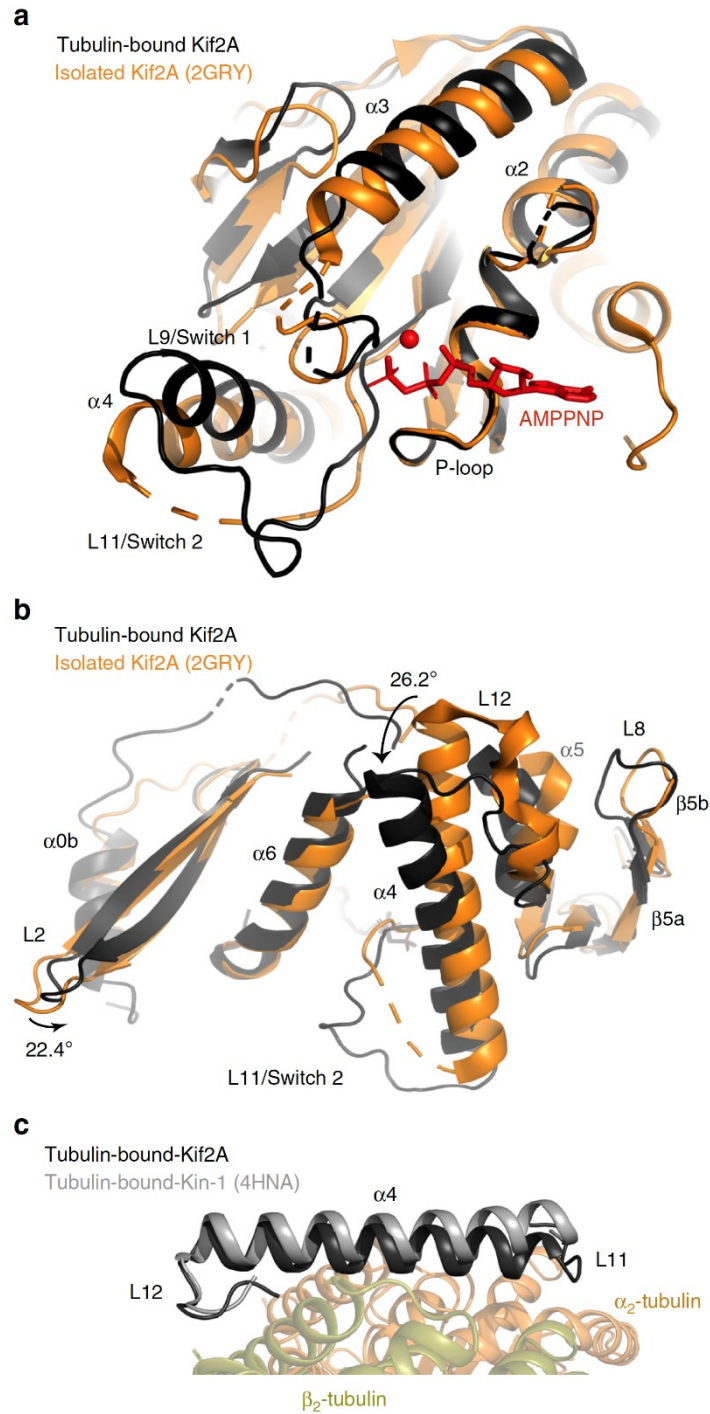 a
Tubulin-bound Kif2A
Isolated Kif2A (2GRY)
α3
α2
L9/Switch 1
α4
AMPPNP
P-loop
L11/Switch 2
b
Tubulin-bound Kif2A
Isolated Kif2A (2GRY)
26.2°
L12
L8
α5
β5b
α0b
α6
α4
L2
β5a
22.4°
L11/Switch 2
c
Tubulin-bound-Kif2A
Tubulin-bound-Kin-1 (4HNA)
α4
L11
L12
α2-tubulin
β2-tubulin